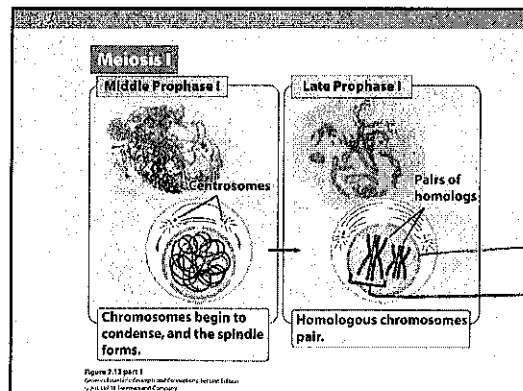 Meiosis I
Middle Prophase I
Late Prophase I
Centrosomes
Pairs of
homologs
Chromosomes begin to
condense, and the spindle
forms.
Homologous chromosomes
pair.
Figure 2.13 part 1